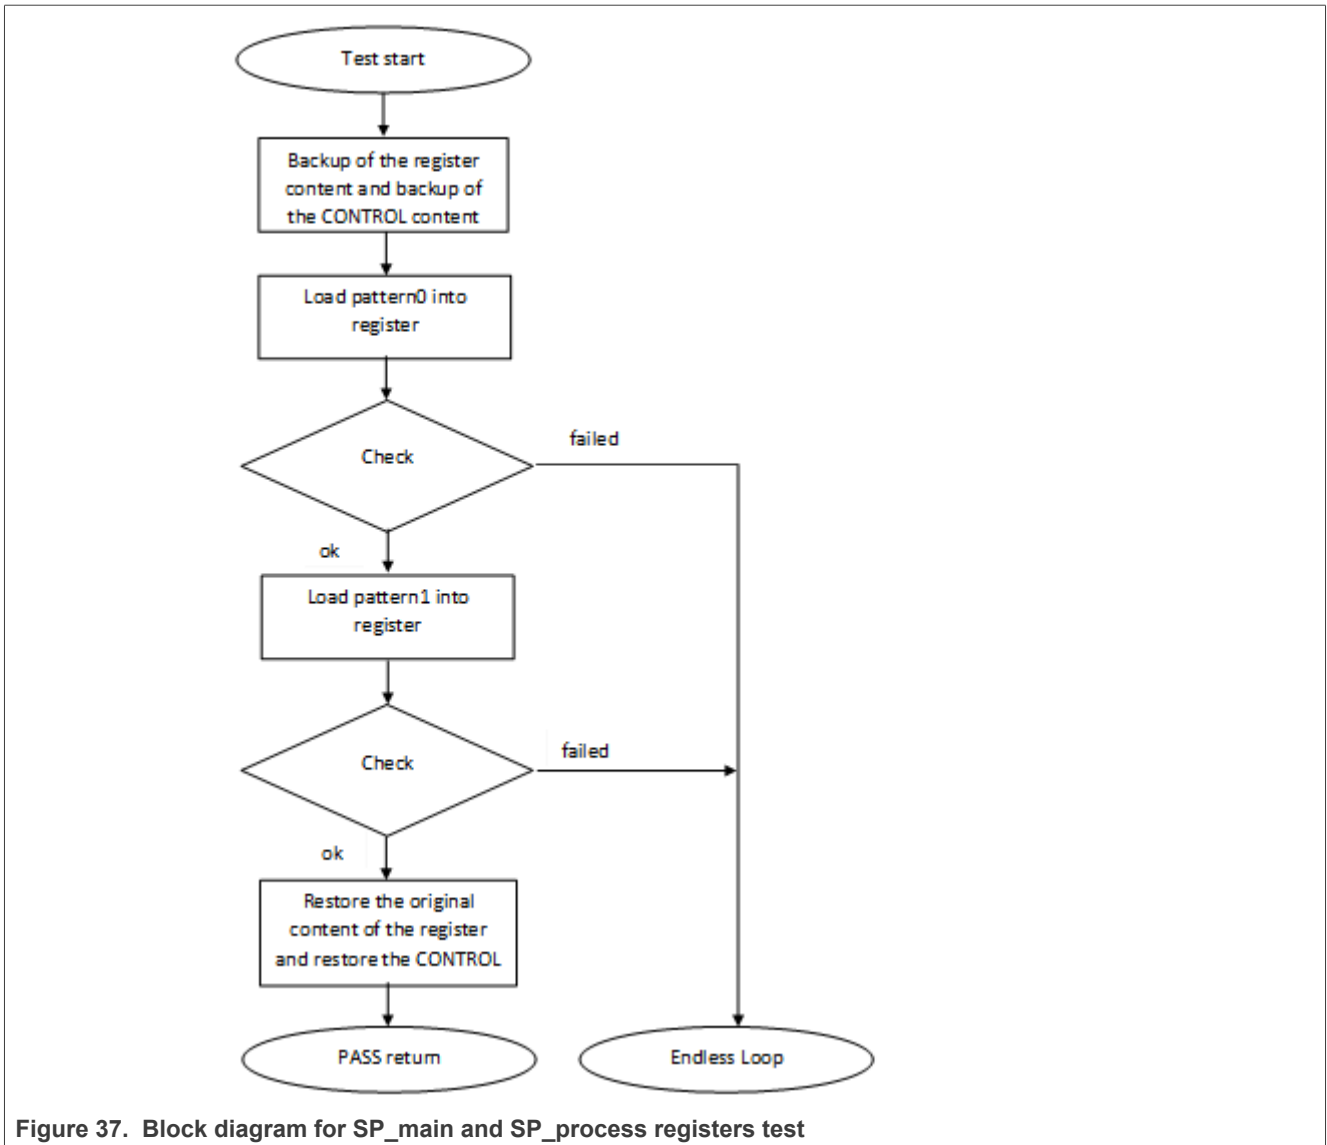 Test start
Backup of the register
content and backup of
the CONTROL content
Load pattern0 into
register
Check
failed
ok
Load pattern1 into
register
Check
failed
ok
Restore the original
content of the register
and restore the CONTROL
PASS return
Endless Loop
Figure 37. Block diagram for SP_main and SP_process registers test